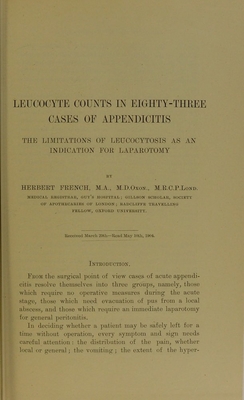 LEUCOCYTE COUNTS IN EIGHTY-THREE
CASES OF APPENDICITIS
THE LIMITATIONS OF LEUCOCYTOSIS AS AN
INDICATION FOR LAPAROTOMY
BY
HERBERT FRENCH, M.A., M.D.Oxon., M.R.C.P.Lond.
MEDICAL REGISTRAR, GUY'S HOSPITAL; GILLSON SCHOLAR, SOCIETY
OF APOTHECARIES OF LONDON; RADCLIFFE TRAVELLING
FELLOW, OXFORD UNIVERSITY.
Received March 29th—Read May 10th, 1904.
Introduction.
From the surgical point of view cases of acute appendi-
citis resolve themselves into three groups, namely, those
which require no operative measures during the acute
stage, those which need evacuation of pus from a local
abscess, and those which require an immediate laparotomy
for general peritonitis.
In deciding whether a patient may safely be left for a
time without operation, every symptom and sign needs
careful attention: the distribution of the pain, whether
local or general; the vomiting; the extent of the hyper-